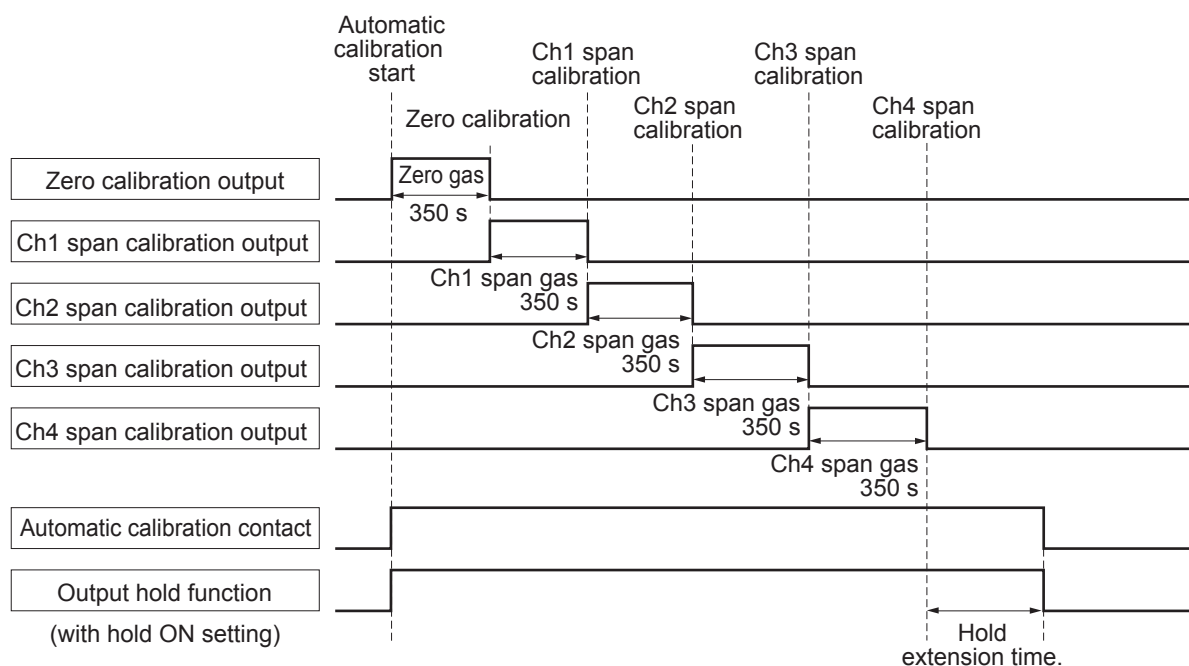 Automatic
calibration
start
Ch1 span
calibration
Ch3 span
calibration
Zero calibration
Ch2 span
calibration
Ch4 span
calibration
Zero calibration output
Zero gas
350 s
Ch1 span calibration output
Ch1 span gas
350 s
Ch2 span calibration output
Ch2 span gas
350 s
Ch3 span calibration output
Ch3 span gas
350 s
Ch4 span calibration output
Ch4 span gas
350 s
Automatic calibration contact
Output hold function
(with hold ON setting)
Hold
extension time.